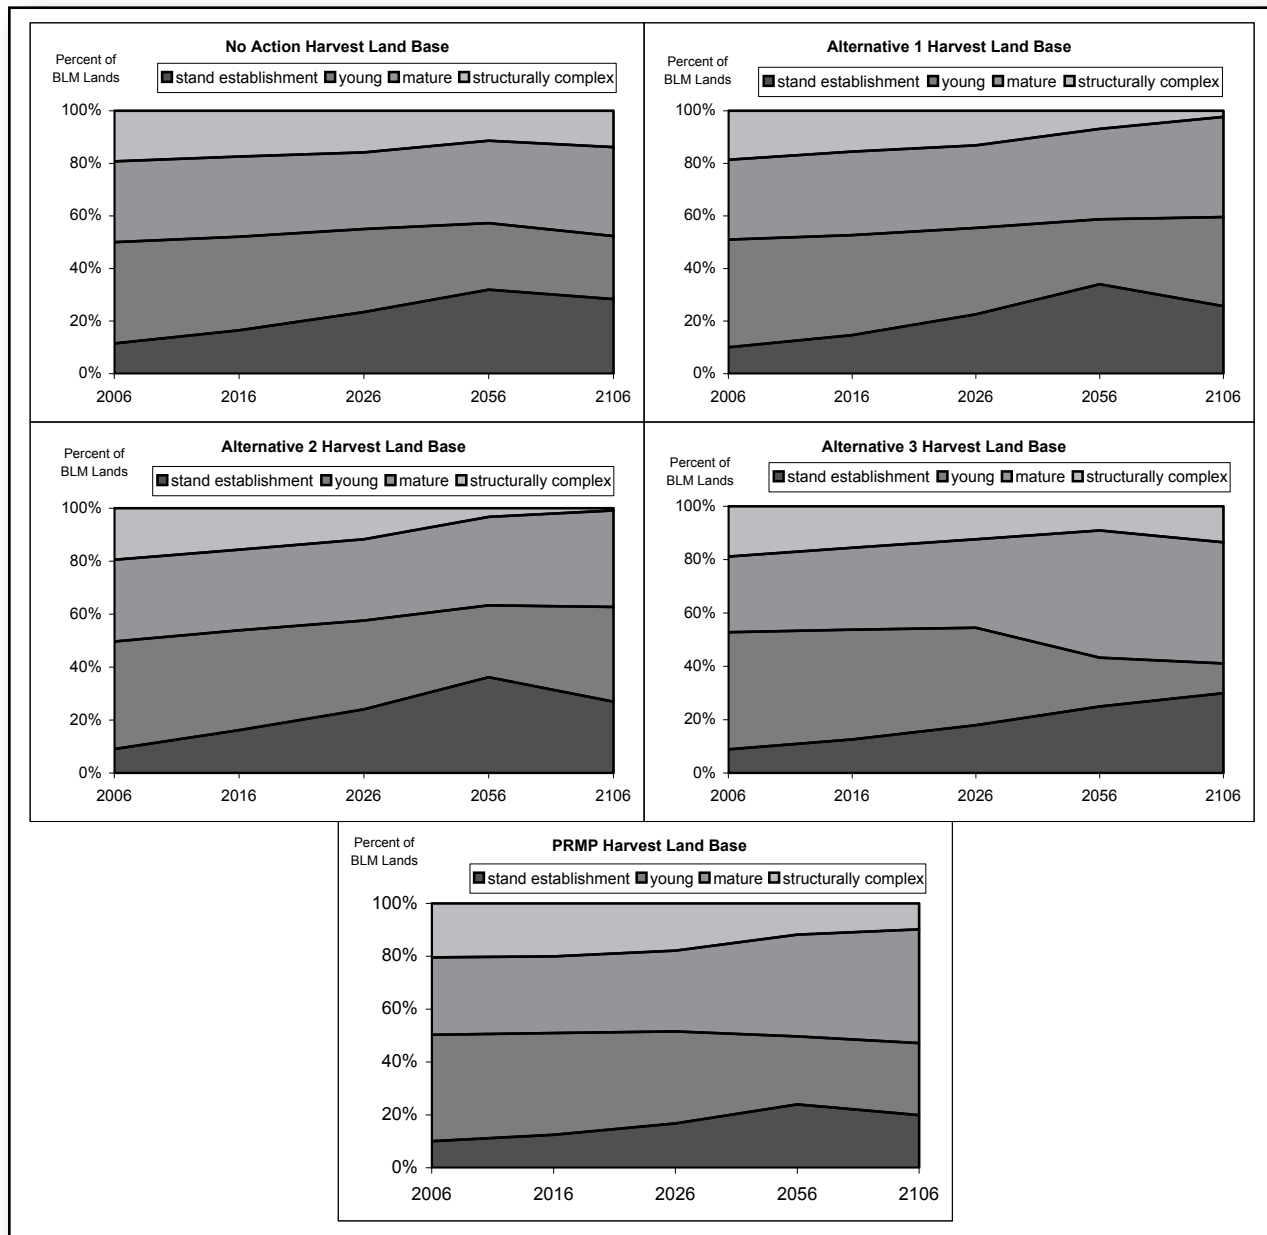 No Action Harvest Land Base
Percent of
BLM Lands
stand establishment young mature structurally complex
100%
80%
60%
40%
20%
0%
2006 2016 2026 2056 2106
Alternative 1 Harvest Land Base
Percent of
BLM Lands
stand establishment young mature structurally complex
100%
80%
60%
40%
20%
0%
2006 2016 2026 2056 2106
Alternative 2 Harvest Land Base
Percent of
BLM Lands
stand establishment young mature structurally complex
100%
80%
60%
40%
20%
0%
2006 2016 2026 2056 2106
Alternative 3 Harvest Land Base
Percent of
BLM Lands
stand establishment young mature structurally complex
100%
80%
60%
40%
20%
0%
2006 2016 2026 2056 2106
PRMP Harvest Land Base
Percent of
BLM Lands
stand establishment young mature structurally complex
100%
80%
60%
40%
20%
0%
2006 2016 2026 2056 2106